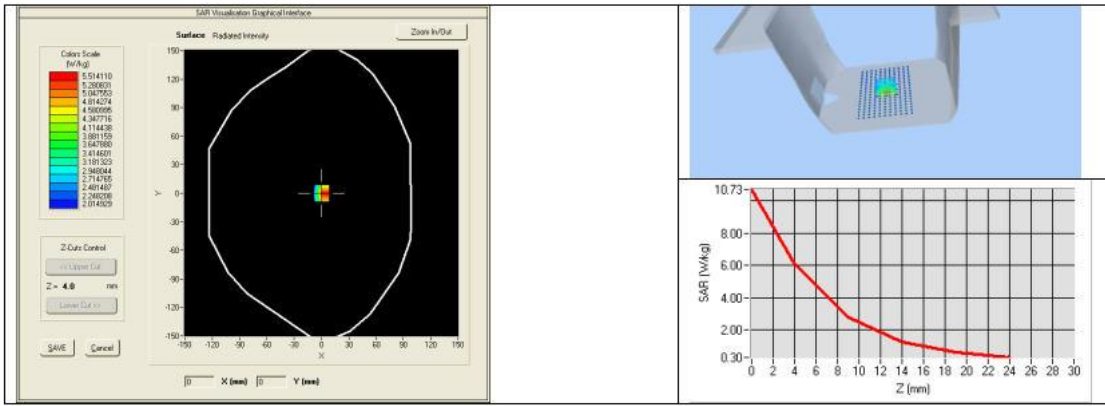 SAR Visualisation Graphical Interface
Surface Radiated Intensity
Zoom In/Out
Colors Scale
(W/kg)
5.514110
5.280831
5.047553
4.814274
4.580995
4.347716
4.114438
3.881159
3.647880
3.414601
3.181323
2.948044
2.714765
2.481487
2.248208
2.014929
Z-Cuts Control
<< Upper Cut
Z = 4.0 mm
Lower Cut >>
SAVE Cancel
150
120
90
60
30
0
-30
-60
-90
-120
-150
Y
-150 -120 -90 -60 -30 0 30 60 90 120 150
X
0 X (mm) 0 Y (mm)
10.73
8.00
6.00
4.00
2.00
0.30
SAR (W/kg)
0 2 4 6 8 10 12 14 16 18 20 22 24 26 28 30
Z (mm)